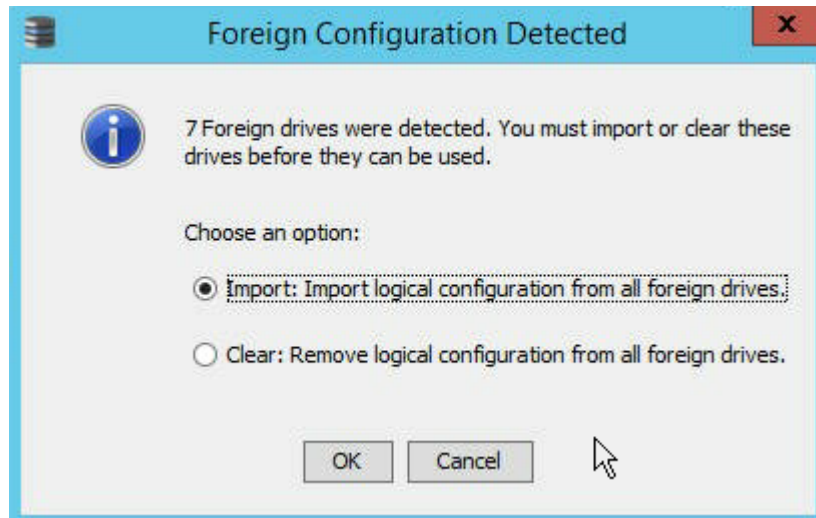 Foreign Configuration Detected
x
7 Foreign drives were detected. You must import or clear these
drives before they can be used.
Choose an option:
Import: Import logical configuration from all foreign drives.
Clear: Remove logical configuration from all foreign drives.
OK Cancel